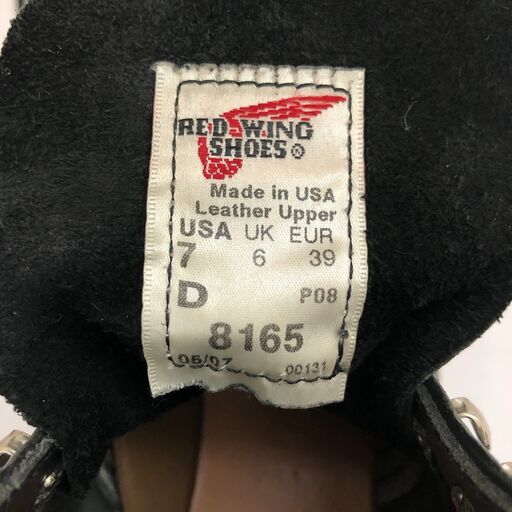 RED WING
SHOES®
Made in USA
Leather Upper
USA UK EUR
7 6 39
D P08
8165
05/07 00131